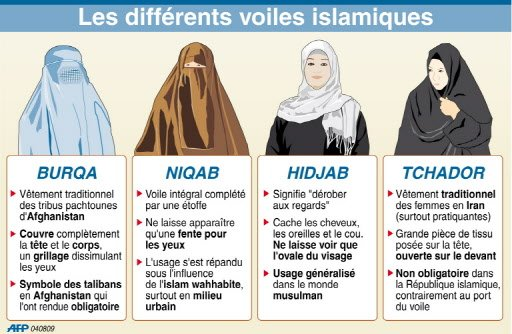 Les différents voiles islamiques
BURQA
Vêtement traditionnel
des tribus pachtounes
d'Afghanistan
Couvre complètement
la tête et le corps,
un grillage dissimulant
les yeux
Symbole des talibans
en Afghanistan qui
l'ont rendue obligatoire
NIQAB
Voile intégral complété
par une étoffe
Ne laisse apparaître
qu'une fente pour
les yeux
L'usage s'est répandu
sous l'influence
de l'islam wahhabite,
surtout en milieu
urbain
HIDJAB
Signifie "dérober
aux regards"
Cache les cheveux,
les oreilles et le cou.
Ne laisse voir que
l'ovale du visage
Usage généralisé
dans le monde
musulman
TCHADOR
Vêtement traditionnel
des femmes en Iran
(surtout pratiquantes)
Grande pièce de tissu
posée sur la tête,
ouverte sur le devant
Non obligatoire dans
la République islamique,
contrairement au port
du voile
AFP 040809